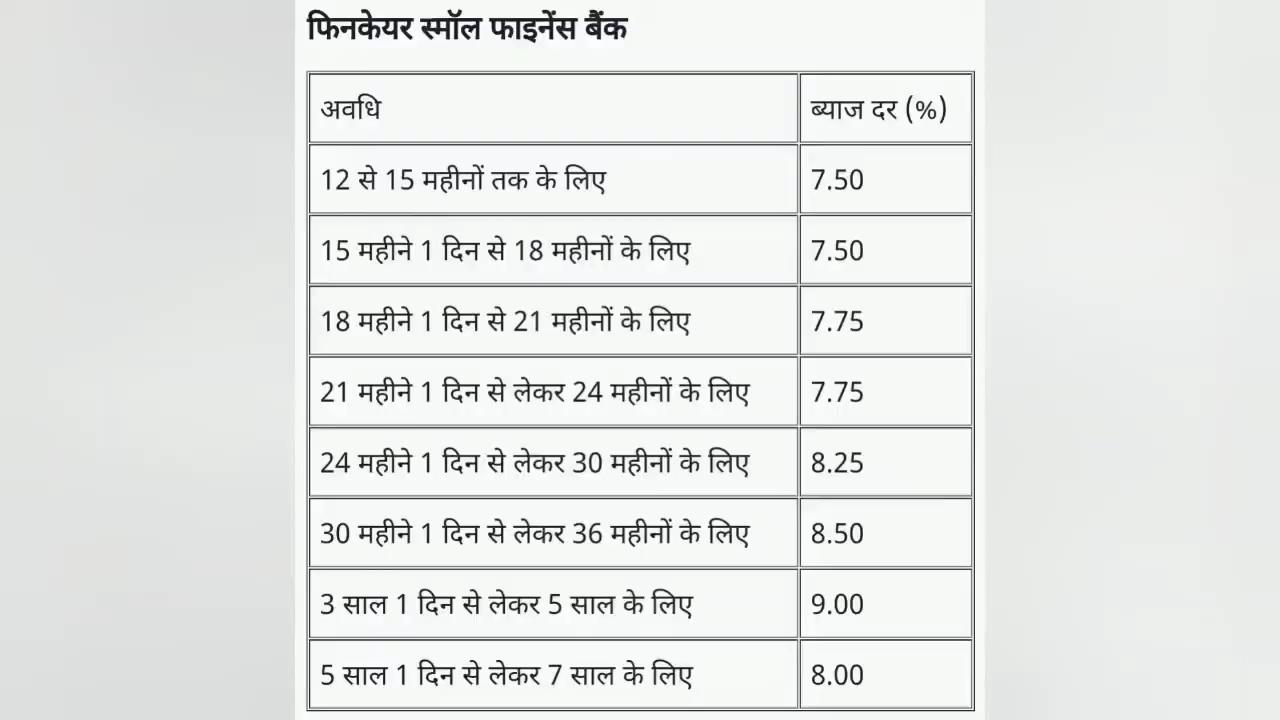 फिनकेयर स्मॉल फाइनेंस बैंक
अवधि ब्याज दर (%)
12 से 15 महीनों तक के लिए 7.50
15 महीने 1 दिन से 18 महीनों के लिए 7.50
18 महीने 1 दिन से 21 महीनों के लिए 7.75
21 महीने 1 दिन से लेकर 24 महीनों के लिए 7.75
24 महीने 1 दिन से लेकर 30 महीनों के लिए 8.25
30 महीने 1 दिन से लेकर 36 महीनों के लिए 8.50
3 साल 1 दिन से लेकर 5 साल के लिए 9.00
5 साल 1 दिन से लेकर 7 साल के लिए 8.00